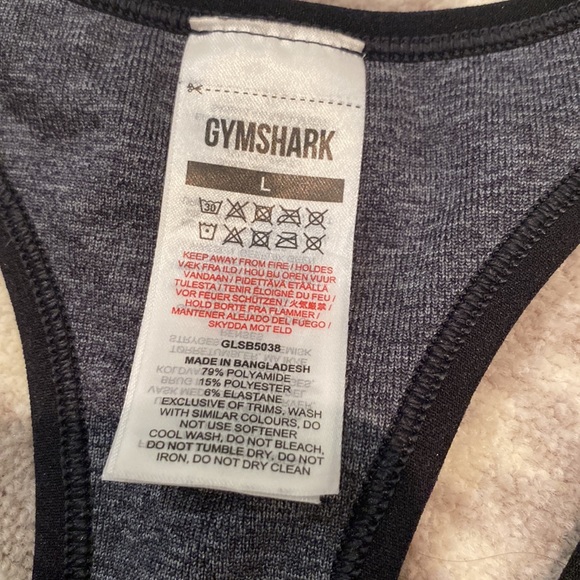 GYMSHARK
L
30
KEEP AWAY FROM FIRE / HOLDES
VÆK FRA ILD / HOU BIJ OPEN VUUR
VANDAAN / PIDETTÄVÄ ETÄÄLLÄ
TULESTA / TENIR ÉLOIGNÉ DU FEU /
VOR FEUER SCHÜTZEN / 火気厳禁 /
HOLD BORTE FRA FLAMMER /
MANTENER ALEJADO DEL FUEGO /
SKYDDA MOT ELD
GLSB5038
MADE IN BANGLADESH
79% POLYAMIDE
15% POLYESTER
6% ELASTANE
EXCLUSIVE OF TRIMS, WASH
WITH SIMILAR COLOURS, DO
NOT USE SOFTENER
COOL WASH, DO NOT BLEACH,
DO NOT TUMBLE DRY, DO NOT
IRON, DO NOT DRY CLEAN